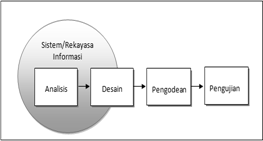 Sistem/Rekayasa
Informasi
Analisis
Desain
Pengodean
Pengujian